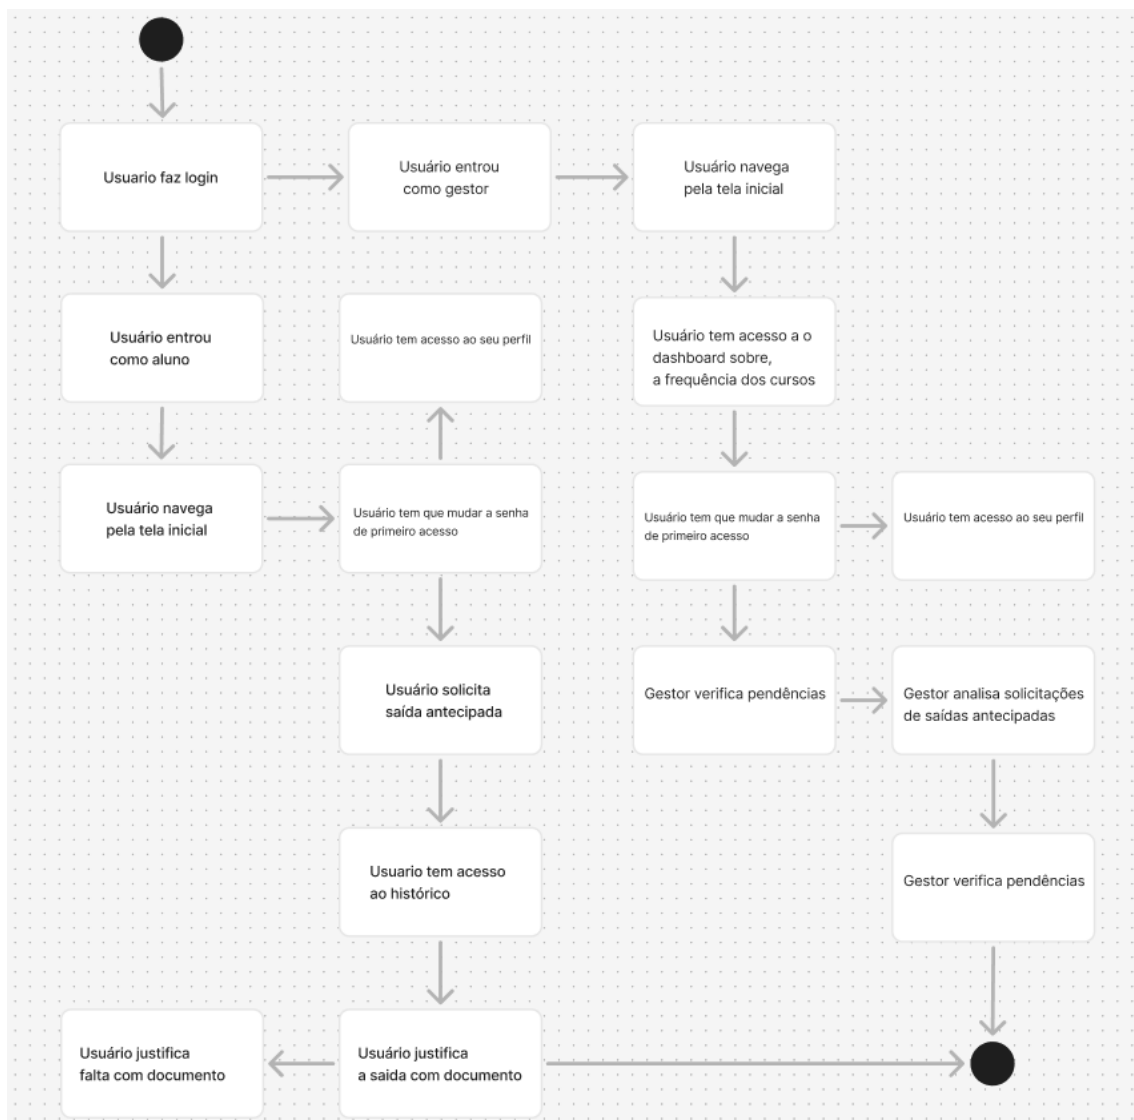 Usuario faz login
Usuário entrou
como gestor
Usuário navega
pela tela inicial
Usuário entrou
como aluno
Usuário tem acesso ao seu perfil
Usuário tem acesso a o
dashboard sobre,
a frequência dos cursos
Usuário navega
pela tela inicial
Usuário tem que mudar a senha
de primeiro acesso
Usuário tem que mudar a senha
de primeiro acesso
Usuário tem acesso ao seu perfil
Usuário solicita
saída antecipada
Gestor verifica pendências
Gestor analisa solicitações
de saídas antecipadas
Usuario tem acesso
ao histórico
Gestor verifica pendências
Usuário justifica
falta com documento
Usuário justifica
a saida com documento